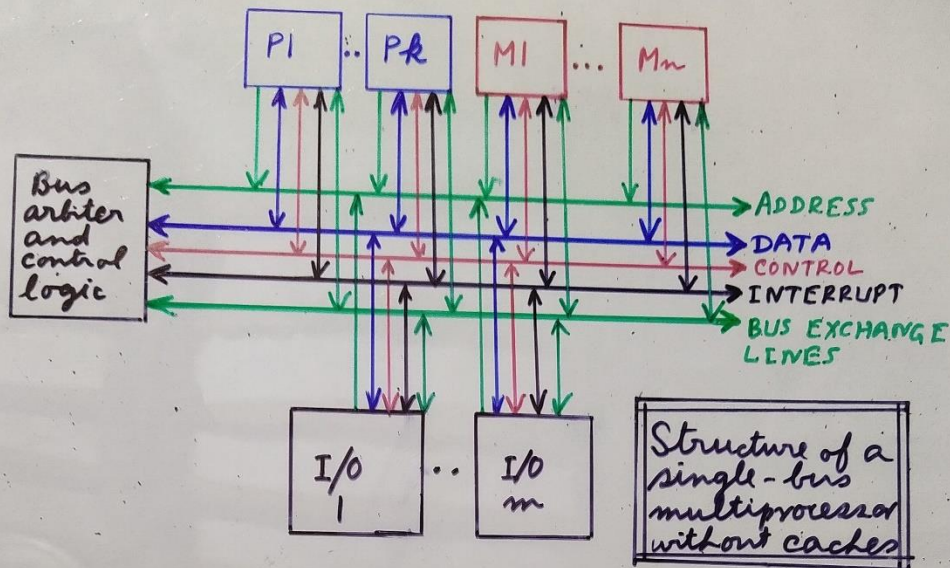 P1 .. Pk M1 ... Mn
Bus
arbiter
and
control
logic
ADDRESS
DATA
CONTROL
INTERRUPT
BUS EXCHANGE
LINES
I/O
1
..
I/O
m
Structure of a
single-bus
multiprocessor
without caches